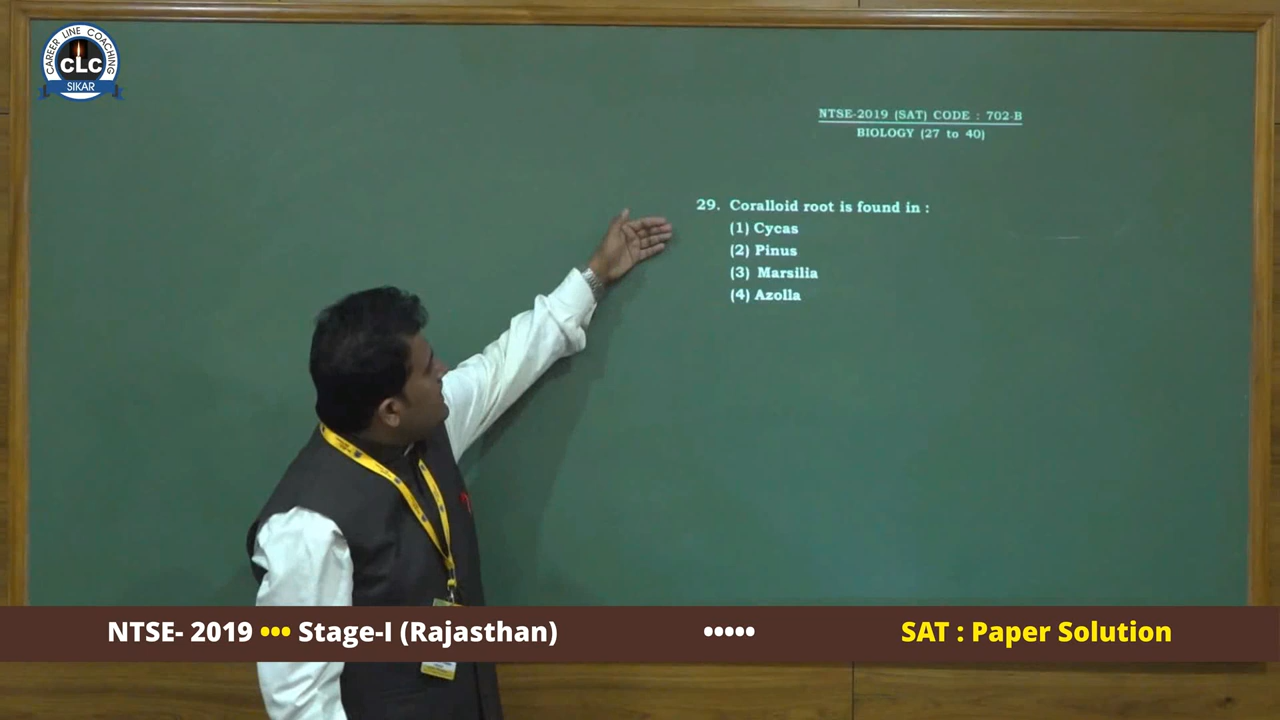 CAREER LINE COACHING
CLC
SIKAR
NTSE-2019 (SAT) CODE : 702-B
BIOLOGY (27 to 40)
29. Coralloid root is found in :
(1) Cycas
(2) Pinus
(3) Marsilia
(4) Azolla
NTSE- 2019 ••• Stage-I (Rajasthan) ••••• SAT : Paper Solution